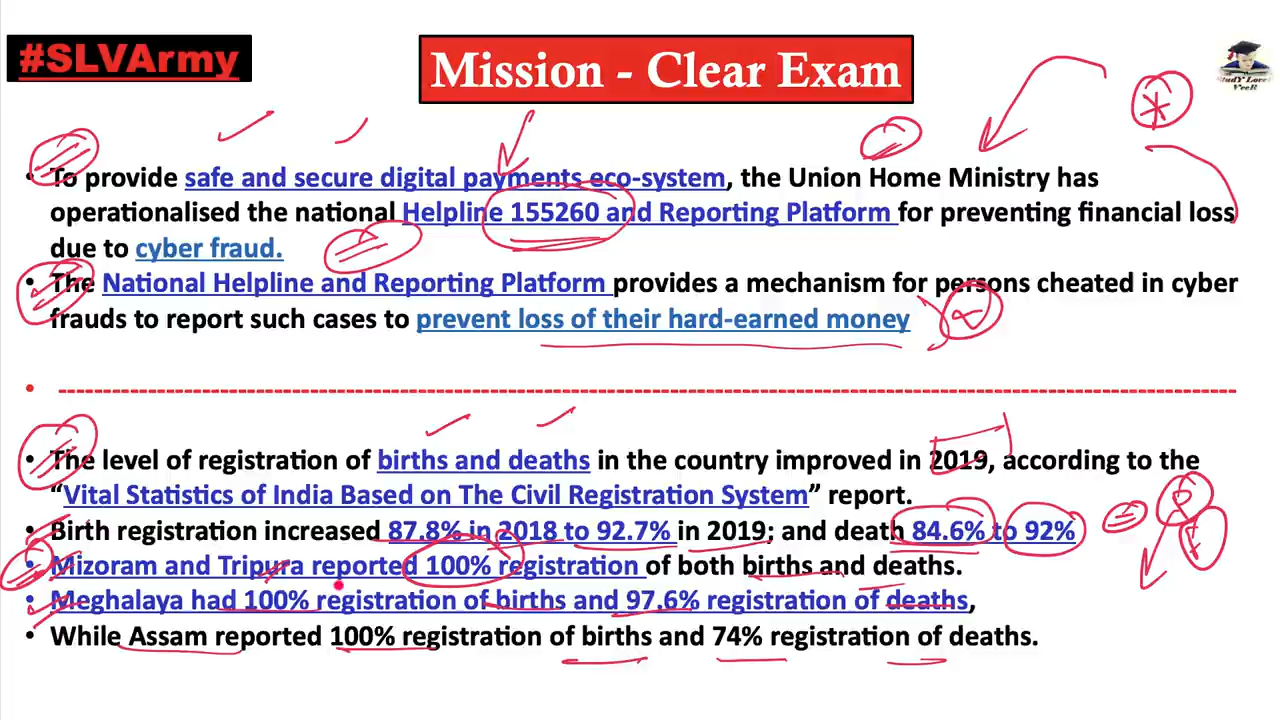 #SLVArmy
Mission - Clear Exam
StudY Lover
VeeR
• To provide safe and secure digital payments eco-system, the Union Home Ministry has
operationalised the national Helpline 155260 and Reporting Platform for preventing financial loss
due to cyber fraud.
• The National Helpline and Reporting Platform provides a mechanism for persons cheated in cyber
frauds to report such cases to prevent loss of their hard-earned money
• --------------------------------------------------------------------------------------------------------------
• The level of registration of births and deaths in the country improved in 2019, according to the
“Vital Statistics of India Based on The Civil Registration System” report.
• Birth registration increased 87.8% in 2018 to 92.7% in 2019; and death 84.6% to 92%
• Mizoram and Tripura reported 100% registration of both births and deaths.
• Meghalaya had 100% registration of births and 97.6% registration of deaths,
• While Assam reported 100% registration of births and 74% registration of deaths.